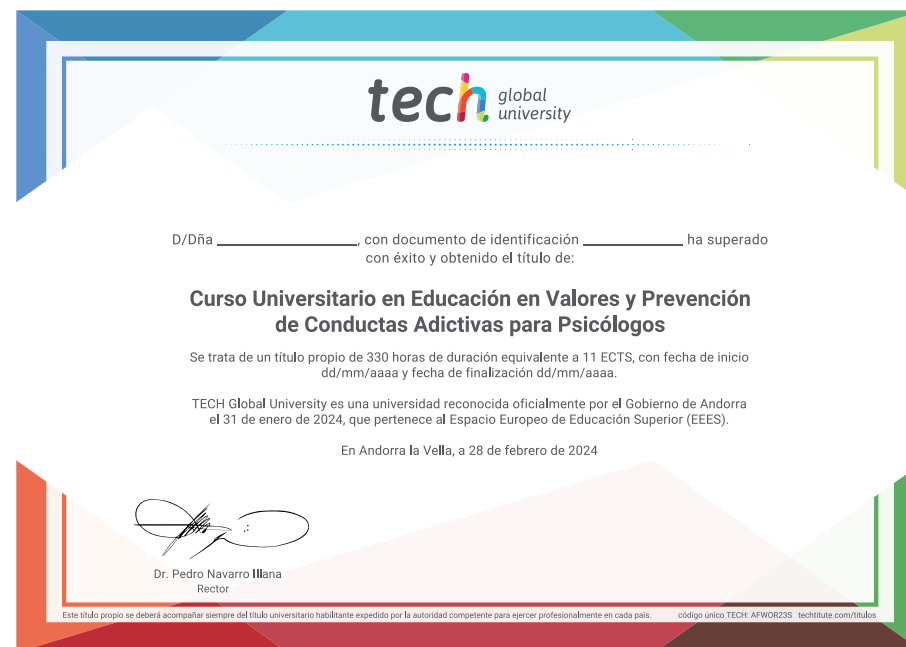 tech global
university
D/Dña ____________________, con documento de identificación ______________ ha superado
con éxito y obtenido el título de:
Curso Universitario en Educación en Valores y Prevención
de Conductas Adictivas para Psicólogos
Se trata de un título propio de 330 horas de duración equivalente a 11 ECTS, con fecha de inicio
dd/mm/aaaa y fecha de finalización dd/mm/aaaa.
TECH Global University es una universidad reconocida oficialmente por el Gobierno de Andorra
el 31 de enero de 2024, que pertenece al Espacio Europeo de Educación Superior (EEES).
En Andorra la Vella, a 28 de febrero de 2024
Dr. Pedro Navarro Illana
Rector
Este título propio se deberá acompañar siempre del título universitario habilitante expedido por la autoridad competente para ejercer profesionalmente en cada país. código único TECH: AFWOR23S techtitute.com/titulos